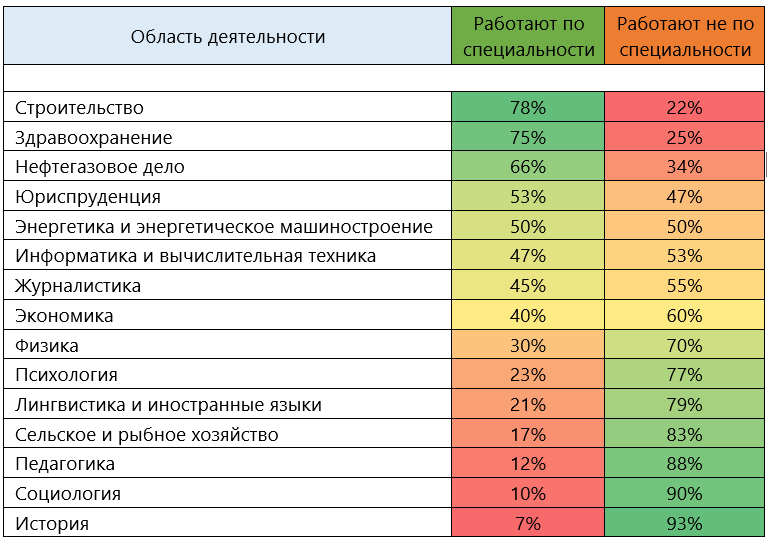 Область деятельности
Работают по специальности
Работают не по специальности
Строительство 78% 22%
Здравоохранение 75% 25%
Нефтегазовое дело 66% 34%
Юриспруденция 53% 47%
Энергетика и энергетическое машиностроение 50% 50%
Информатика и вычислительная техника 47% 53%
Журналистика 45% 55%
Экономика 40% 60%
Физика 30% 70%
Психология 23% 77%
Лингвистика и иностранные языки 21% 79%
Сельское и рыбное хозяйство 17% 83%
Педагогика 12% 88%
Социология 10% 90%
История 7% 93%